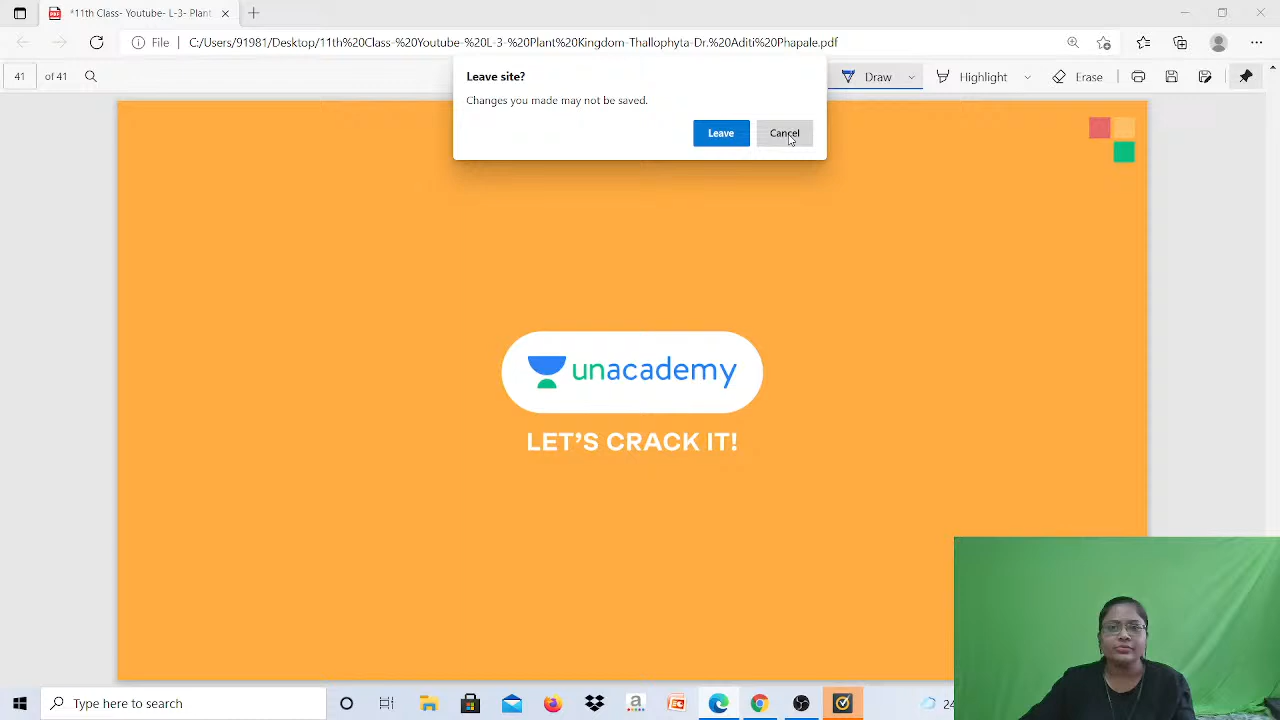 *11th Class- Youtube- L-3- Plant
File
C:/Users/91981/Desktop/11th%20Class-%20Youtube-%20L-3-%20Plant%20Kingdom-Thallophyta-Dr.%20Aditi%20Phapale.pdf
41 of 41
Draw
Highlight
Erase
Leave site?
Changes you made may not be saved.
Leave
Cancel
unacademy
LET'S CRACK IT!
Type here to search